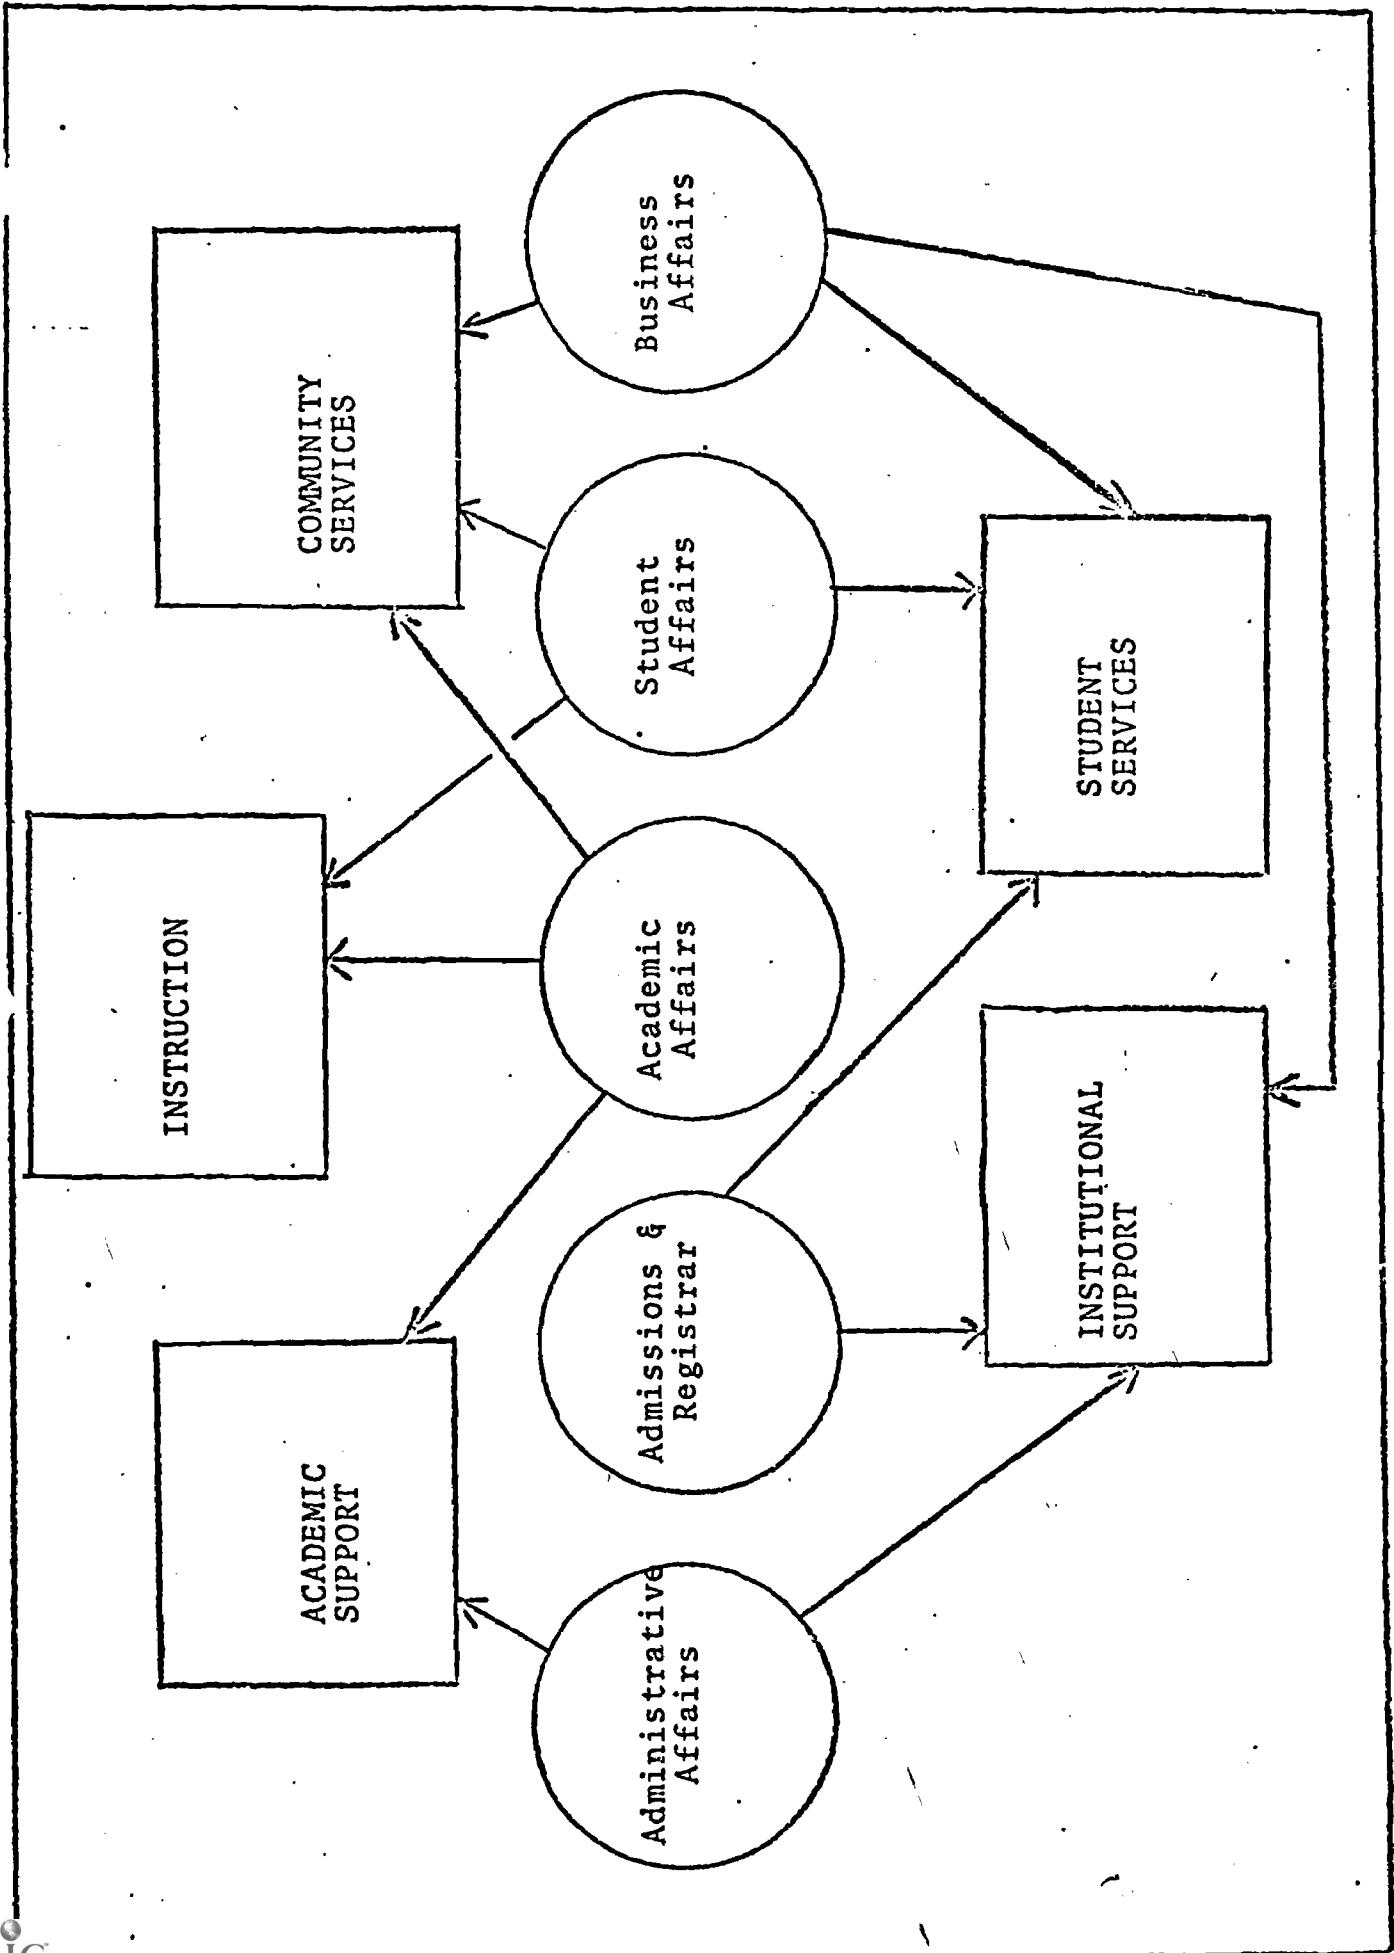 INSTRUCTION
ACADEMIC
SUPPORT
COMMUNITY
SERVICES
Administrative
Affairs
Admissions &
Registrar
Academic
Affairs
Student
Affairs
Business
Affairs
INSTITUTIONAL
SUPPORT
STUDENT
SERVICES